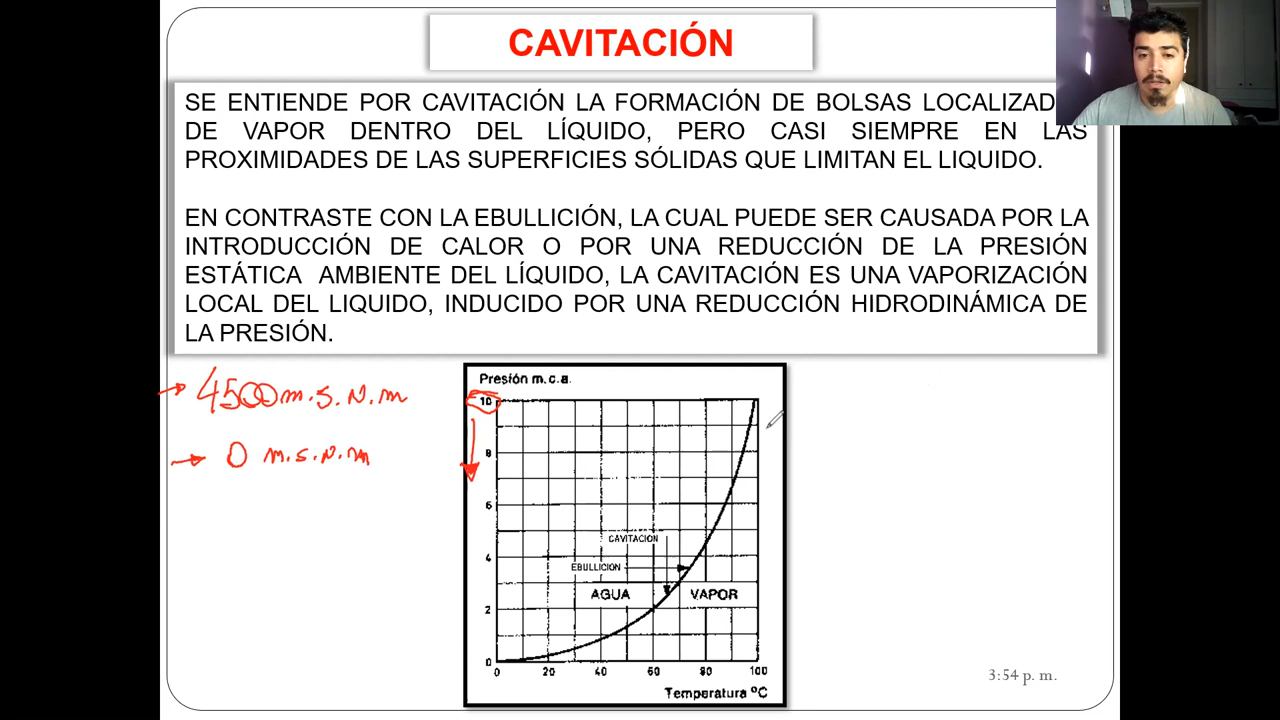 CAVITACIÓN
SE ENTIENDE POR CAVITACIÓN LA FORMACIÓN DE BOLSAS LOCALIZAD
DE VAPOR DENTRO DEL LÍQUIDO, PERO CASI SIEMPRE EN LAS
PROXIMIDADES DE LAS SUPERFICIES SÓLIDAS QUE LIMITAN EL LIQUIDO.
EN CONTRASTE CON LA EBULLICIÓN, LA CUAL PUEDE SER CAUSADA POR LA
INTRODUCCIÓN DE CALOR O POR UNA REDUCCIÓN DE LA PRESIÓN
ESTÁTICA AMBIENTE DEL LÍQUIDO, LA CAVITACIÓN ES UNA VAPORIZACIÓN
LOCAL DEL LIQUIDO, INDUCIDO POR UNA REDUCCIÓN HIDRODINÁMICA DE
LA PRESIÓN.
4500 m.s.N.m
0 m.s.N.m
Presión m.c.a.
10
8
6
4
2
0
CAVITACION
EBULLICION
AGUA VAPOR
0 20 40 60 80 100
Temperatura ºC
3:54 p. m.